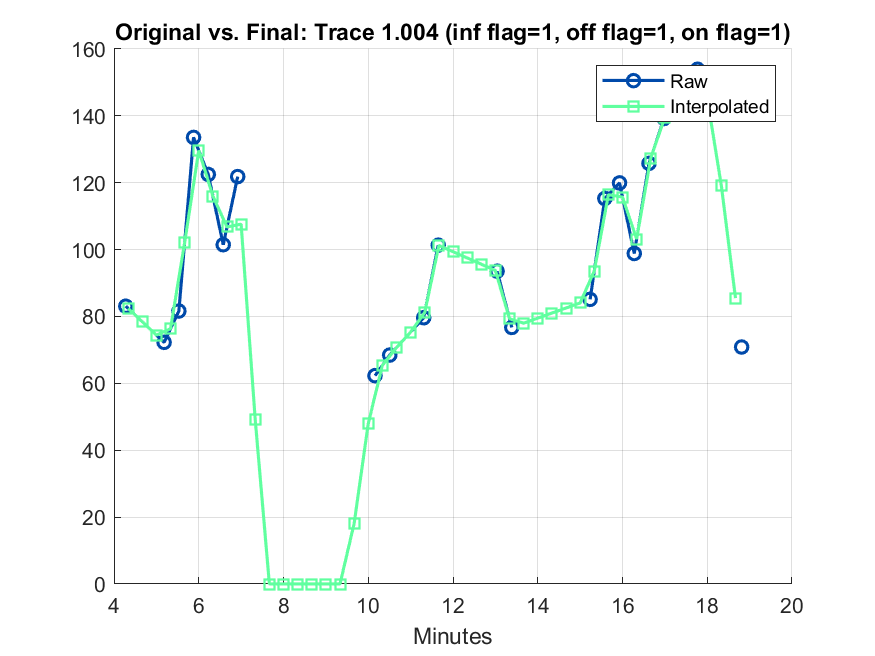 Original vs. Final: Trace 1.004 (inf flag=1, off flag=1, on flag=1)
160
140
120
100
80
60
40
20
0
Raw
Interpolated
4 6 8 10 12 14 16 18 20
Minutes